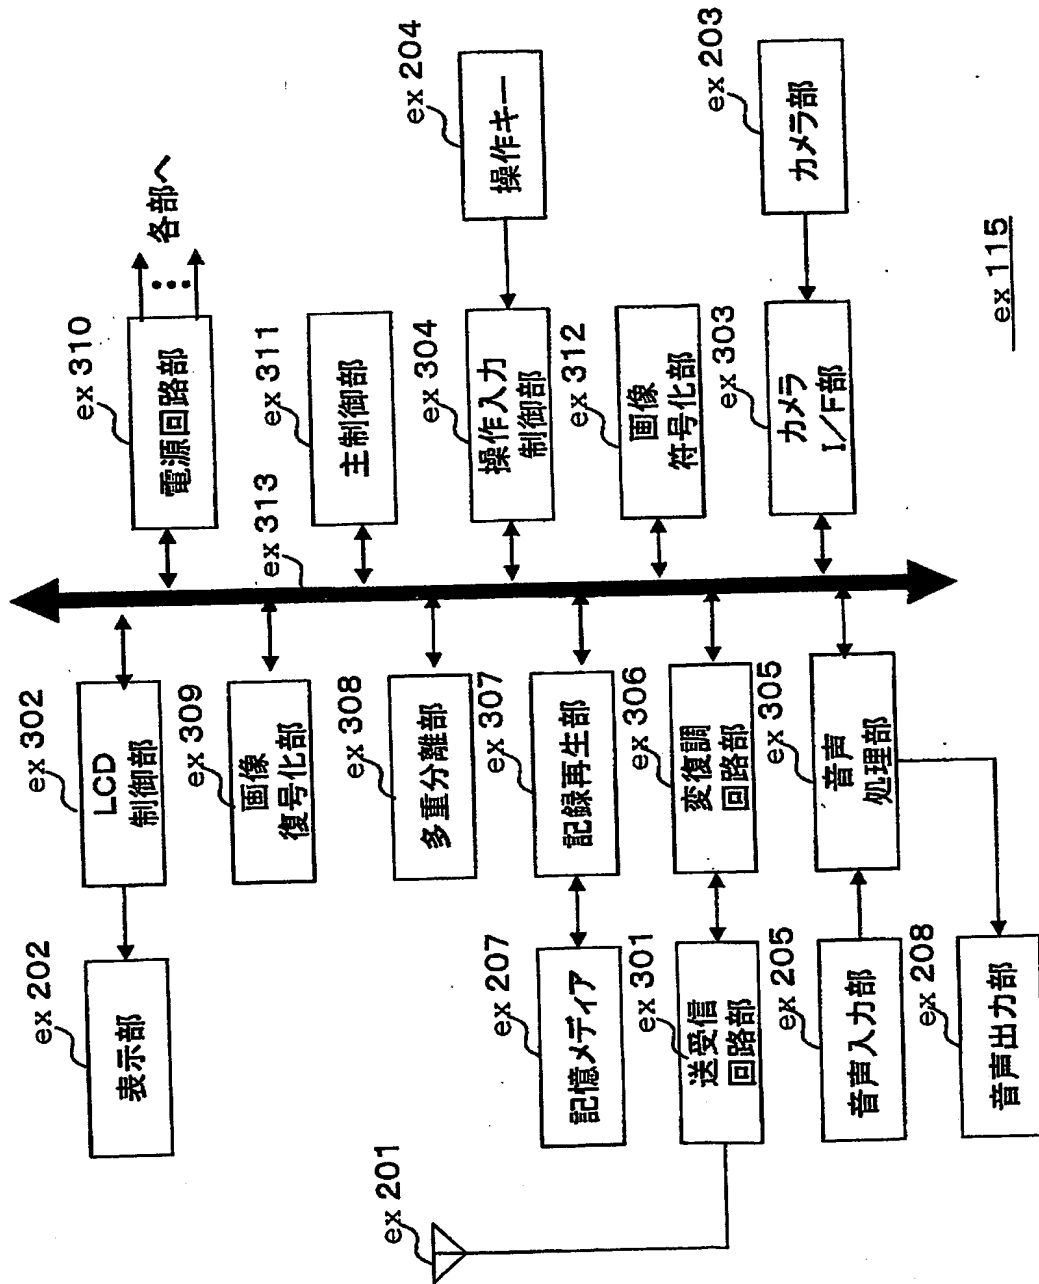 ex 204
操作キー
ex 203
カメラ部
各部へ
ex 310
電源回路部
ex 311
主制御部
ex 304
操作入力
制御部
ex 312
画像
符号化部
ex 303
カメラ
I/F部
ex 115
ex 313
ex 302
LCD
制御部
ex 309
画像
復号化部
ex 308
多重分離部
ex 307
記録再生部
ex 306
変復調
回路部
ex 305
音声
処理部
ex 202
表示部
ex 207
記憶メディア
ex 301
送受信
回路部
ex 205
音声入力部
ex 208
音声出力部
ex 201